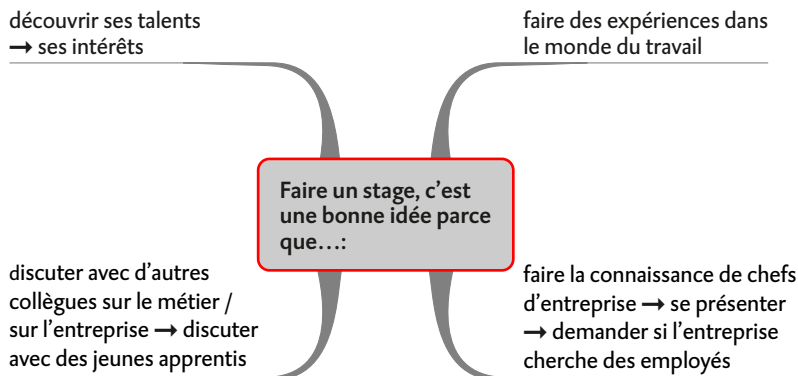 découvrir ses talents
→ ses intérêts
faire des expériences dans
le monde du travail
Faire un stage, c’est
une bonne idée parce
que…:
discuter avec d’autres
collègues sur le métier /
sur l’entreprise → discuter
avec des jeunes apprentis
faire la connaissance de chefs
d’entreprise → se présenter
→ demander si l’entreprise
cherche des employés